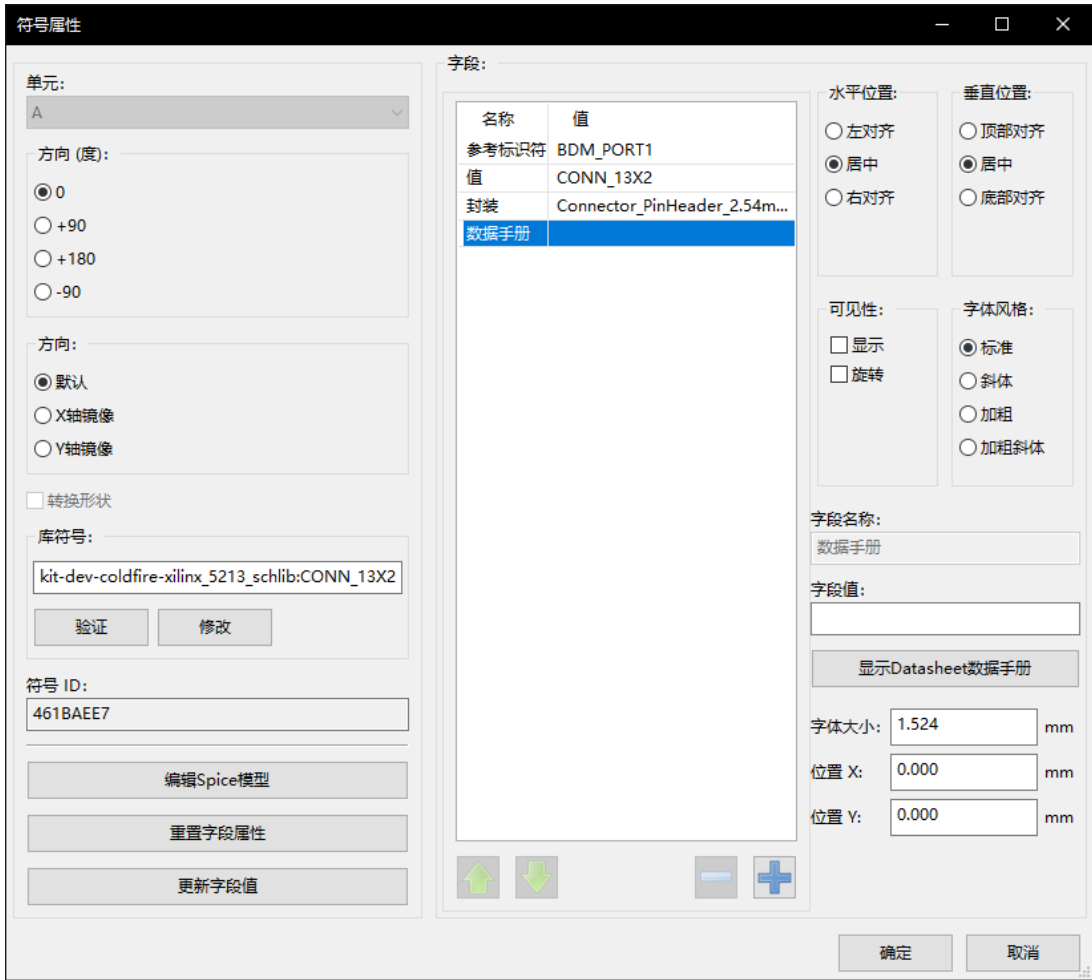 符号属性
单元:
A
方向 (度):
0
+90
+180
-90
方向:
默认
X轴镜像
Y轴镜像
转换形状
库符号:
kit-dev-coldfire-xilinx_5213_schlib:CONN_13X2
验证 修改
符号 ID:
461BAEE7
编辑Spice模型
重置字段属性
更新字段值
字段:
名称 值
参考标识符 BDM_PORT1
值 CONN_13X2
封装 Connector_PinHeader_2.54m...
数据手册
水平位置:
左对齐
居中
右对齐
垂直位置:
顶部对齐
居中
底部对齐
可见性:
显示
旋转
字体风格:
标准
斜体
加粗
加粗斜体
字段名称:
数据手册
字段值:
显示Datasheet数据手册
字体大小: 1.524 mm
位置 X: 0.000 mm
位置 Y: 0.000 mm
确定 取消